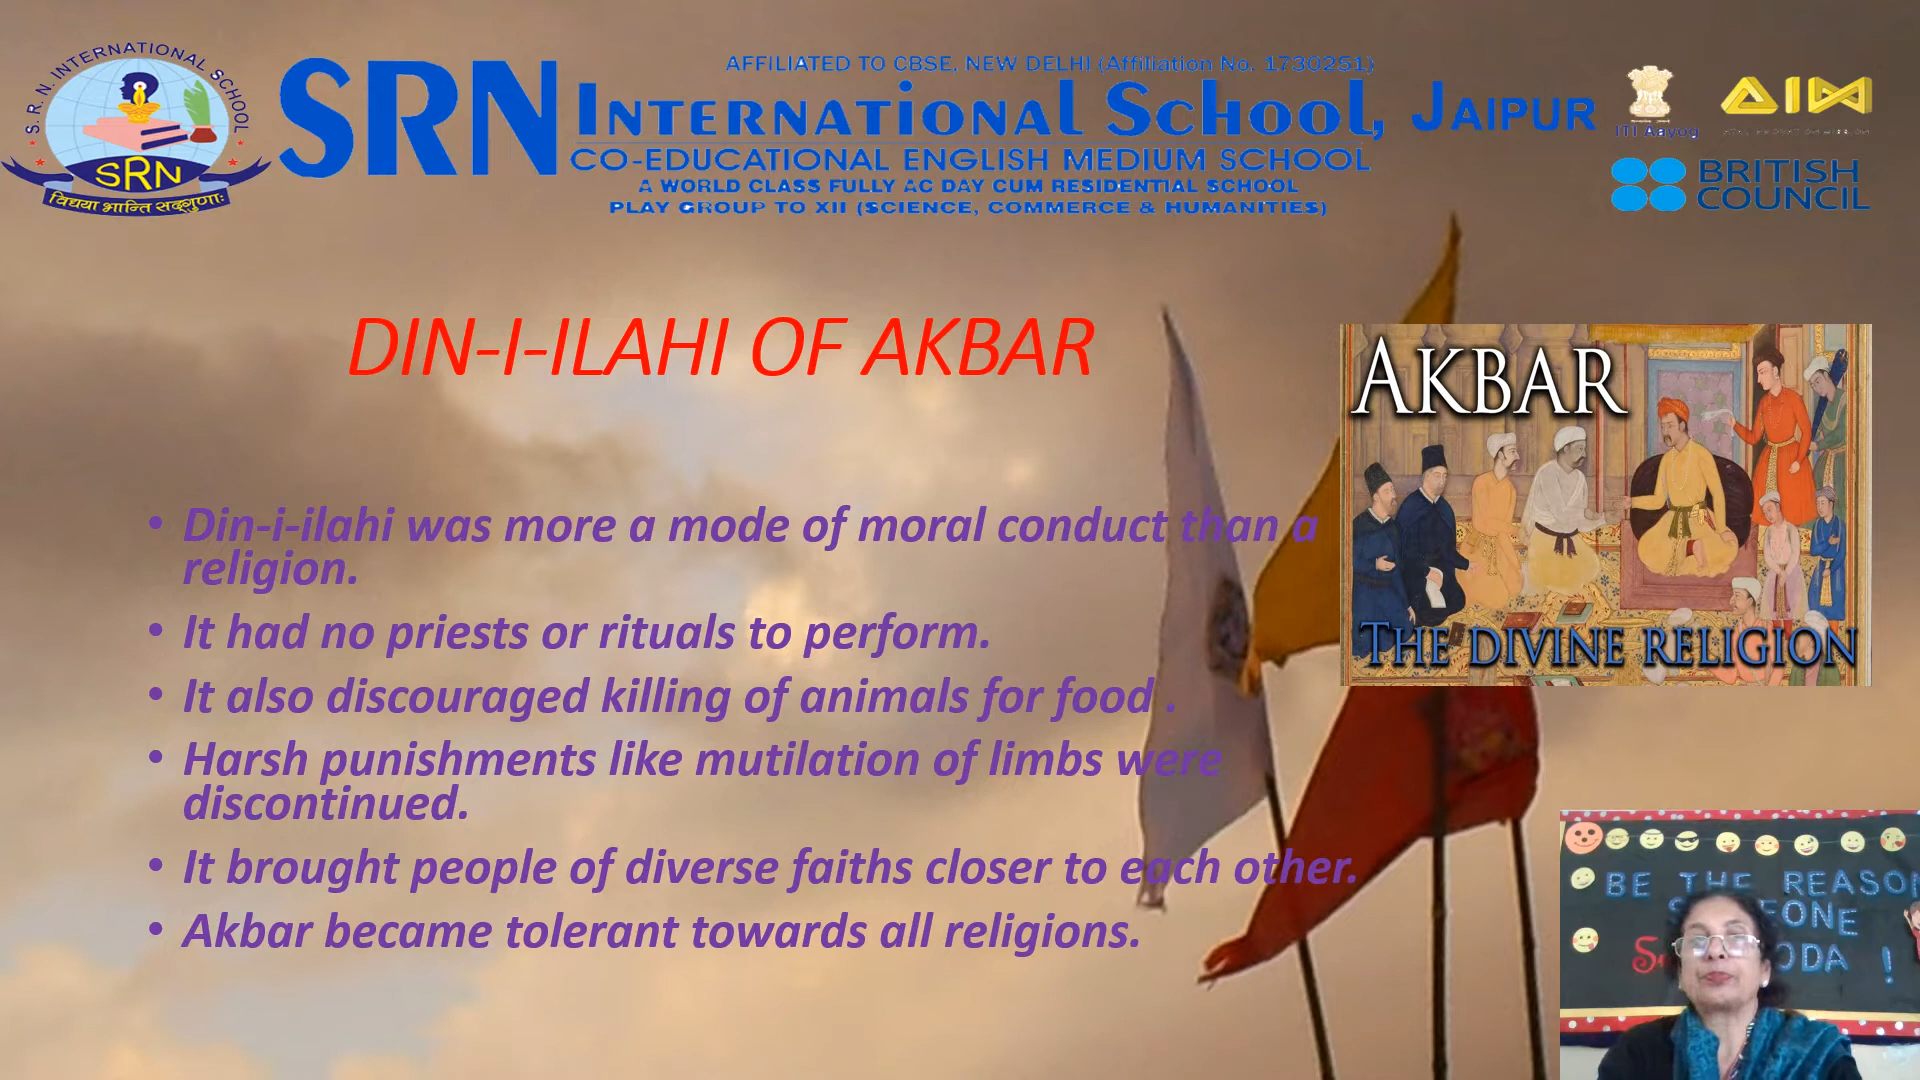 S. R. N. INTERNATIONAL SCHOOL
SRN
विद्यया भान्ति सद्गुणाः
AFFILIATED TO CBSE, NEW DELHI (Affiliation No. 1730251)
SRN INTERNATIONAL SCHOOL, JAIPUR
CO-EDUCATIONAL ENGLISH MEDIUM SCHOOL
A WORLD CLASS FULLY AC DAY CUM RESIDENTIAL SCHOOL
PLAY GROUP TO XII (SCIENCE, COMMERCE & HUMANITIES)
ITI Aayog
AIM
BRITISH
COUNCIL
DIN-I-ILAHI OF AKBAR
AKBAR
THE DIVINE RELIGION
• Din-i-ilahi was more a mode of moral conduct than a
religion.
• It had no priests or rituals to perform.
• It also discouraged killing of animals for food .
• Harsh punishments like mutilation of limbs were
discontinued.
• It brought people of diverse faiths closer to each other.
• Akbar became tolerant towards all religions.
BE THE REASON
!